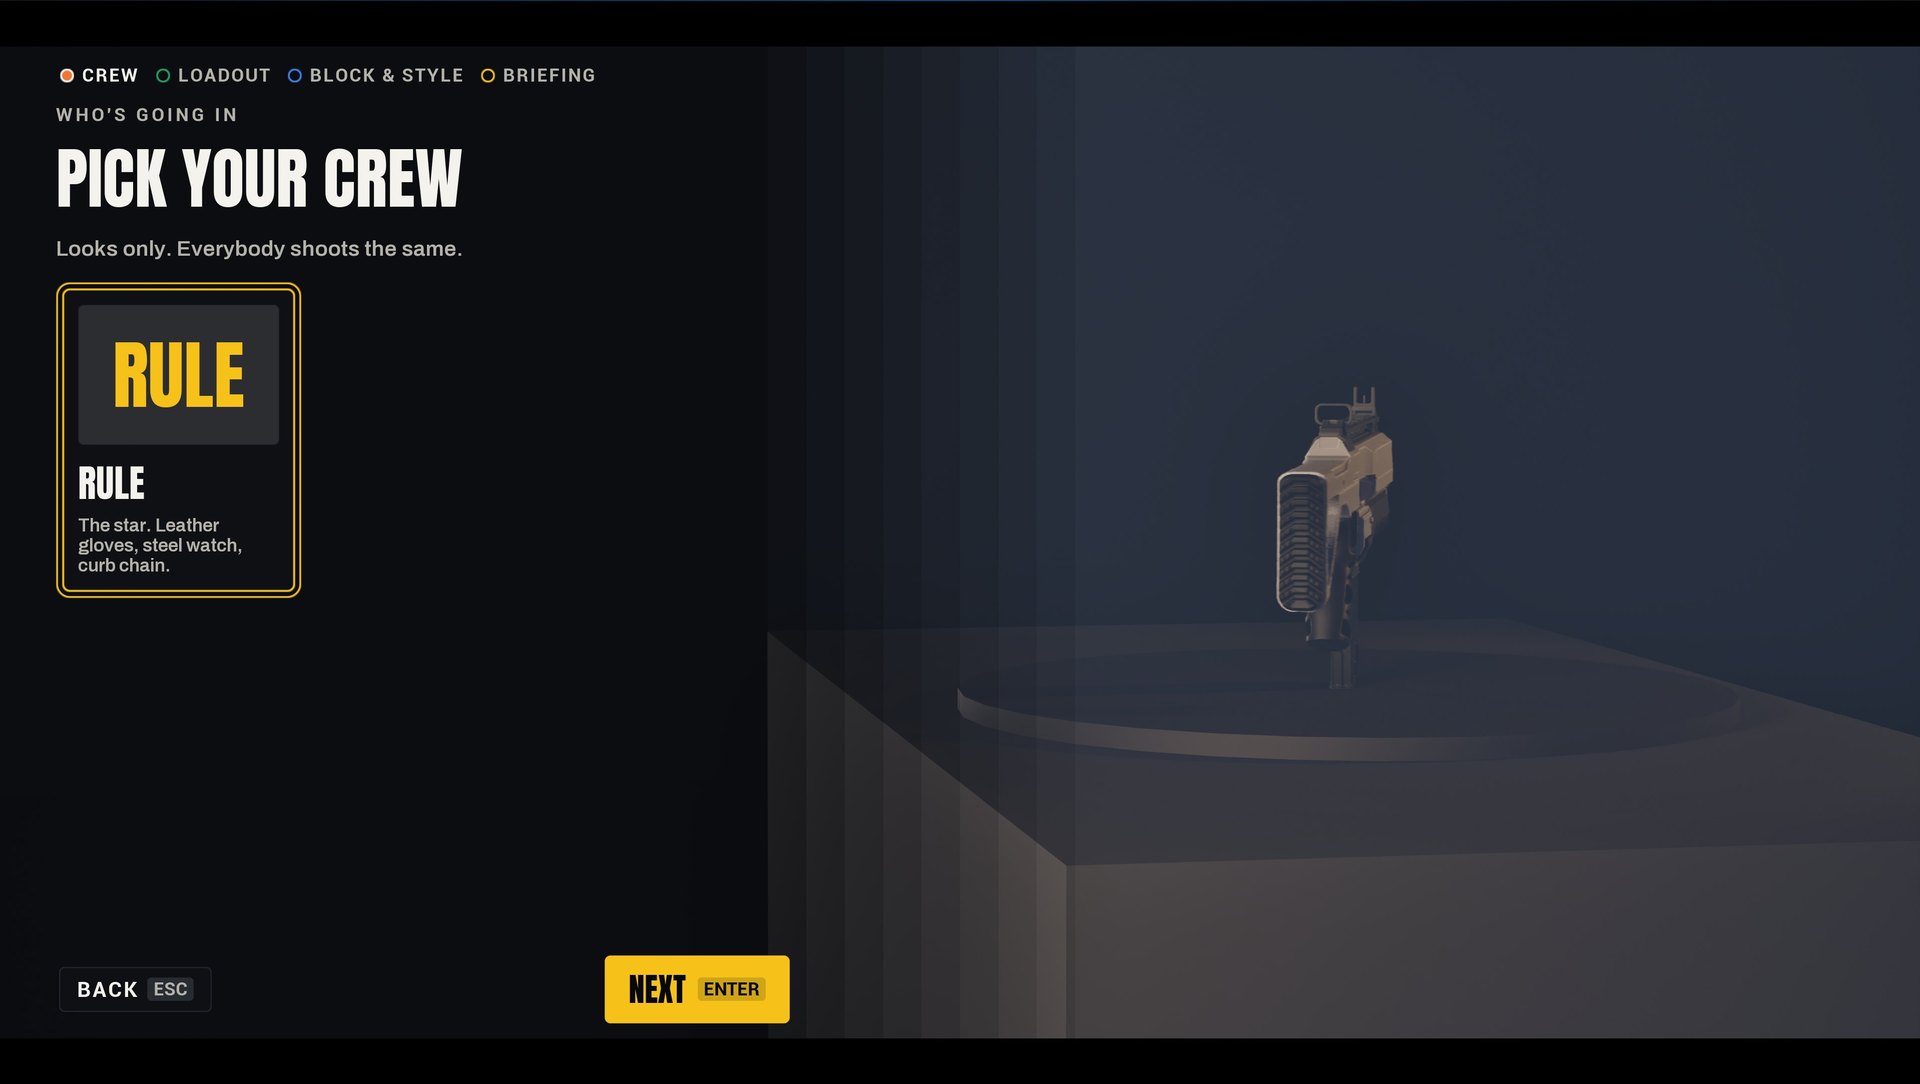 CREW LOADOUT BLOCK & STYLE BRIEFING
WHO'S GOING IN
PICK YOUR CREW
Looks only. Everybody shoots the same.
RULE
RULE
The star. Leather
gloves, steel watch,
curb chain.
BACK ESC
NEXT ENTER